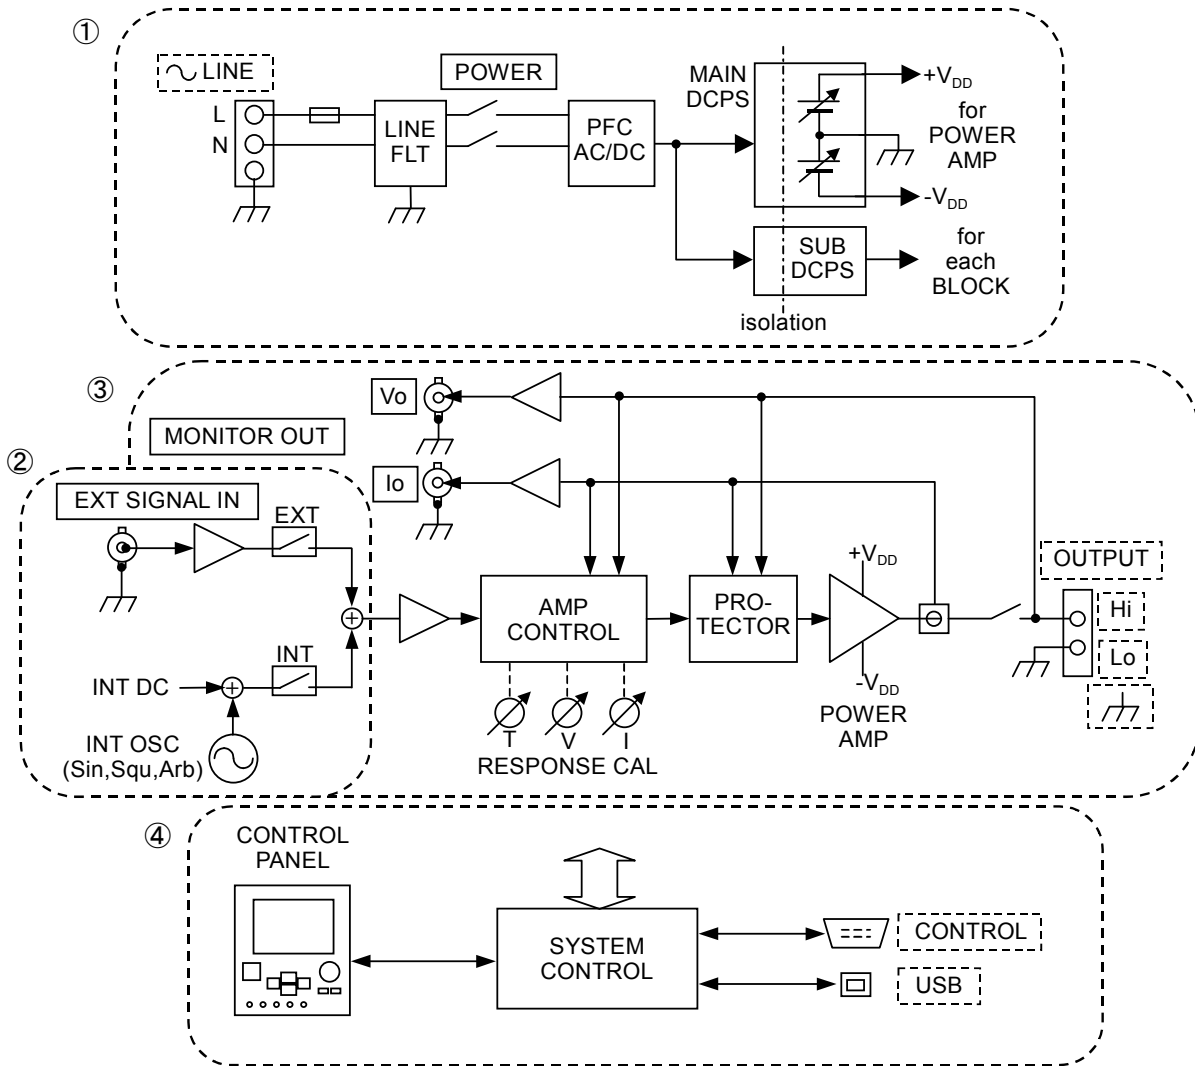 ①
LINE
POWER
L
N
LINE
FLT
PFC
AC/DC
MAIN
DCPS
+VDD
for
POWER
AMP
-VDD
SUB
DCPS
for
each
BLOCK
isolation
③
Vo
MONITOR OUT
Io
②
EXT SIGNAL IN
EXT
INT
INT DC
INT OSC
(Sin,Squ,Arb)
AMP
CONTROL
T
V
I
RESPONSE CAL
PRO-
TECTOR
+VDD
-VDD
POWER
AMP
OUTPUT
Hi
Lo
④
CONTROL
PANEL
SYSTEM
CONTROL
CONTROL
USB